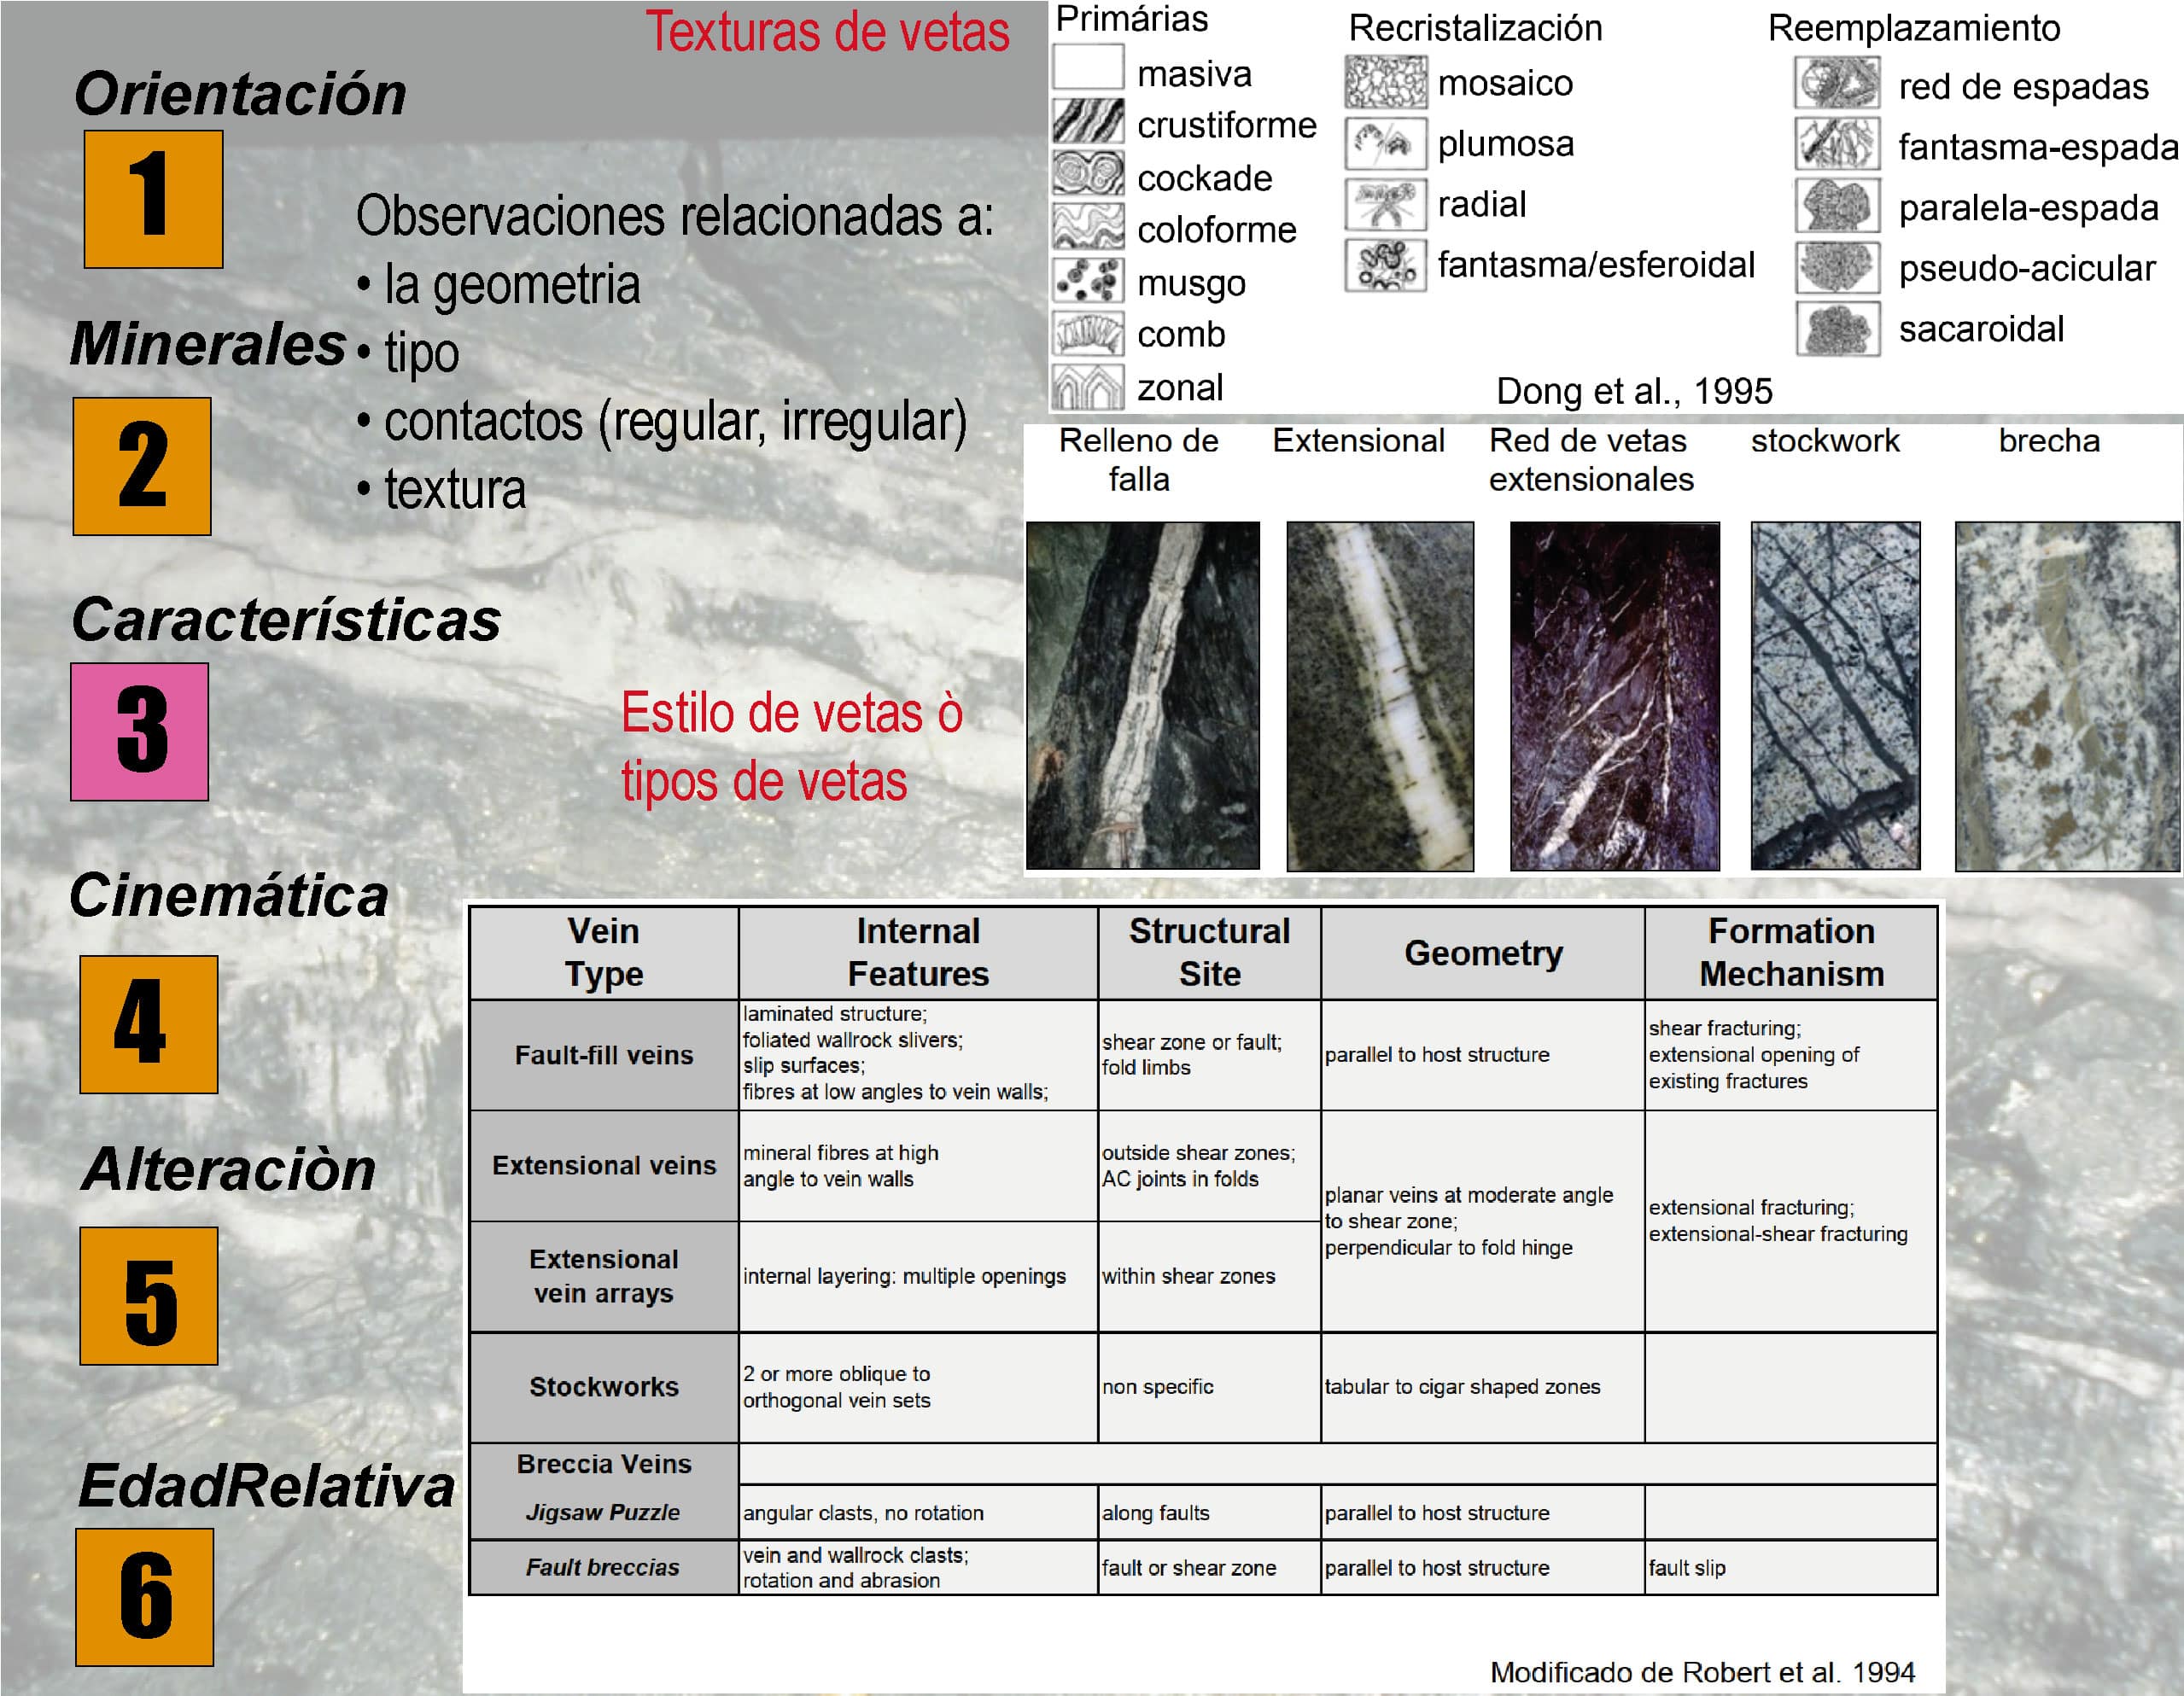 Texturas de vetas
Orientación
1
Minerales
2
Características
3
Cinemática
4
Alteraciòn
5
EdadRelativa
6
Observaciones relacionadas a:
• la geometria
• tipo
• contactos (regular, irregular)
• textura
Primárias
masiva
crustiforme
cockade
coloforme
musgo
comb
zonal
Recristalización
mosaico
plumosa
radial
fantasma/esferoidal
Reemplazamiento
red de espadas
fantasma-espada
paralela-espada
pseudo-acicular
sacaroidal
Dong et al., 1995
Estilo de vetas ò
tipos de vetas
Relleno de
falla
Extensional
Red de vetas
extensionales
stockwork
brecha
Vein
Type
Internal
Features
Structural
Site
Geometry
Formation
Mechanism
Fault-fill veins
laminated structure;
foliated wallrock slivers;
slip surfaces;
fibres at low angles to vein walls;
shear zone or fault;
fold limbs
parallel to host structure
shear fracturing;
extensional opening of
existing fractures
Extensional veins
mineral fibres at high
angle to vein walls
outside shear zones;
AC joints in folds
planar veins at moderate angle
to shear zone;
perpendicular to fold hinge
extensional fracturing;
extensional-shear fracturing
Extensional
vein arrays
internal layering: multiple openings
within shear zones
Stockworks
2 or more oblique to
orthogonal vein sets
non specific
tabular to cigar shaped zones
Breccia Veins
Jigsaw Puzzle
angular clasts, no rotation
along faults
parallel to host structure
Fault breccias
vein and wallrock clasts;
rotation and abrasion
fault or shear zone
parallel to host structure
fault slip
Modificado de Robert et al. 1994